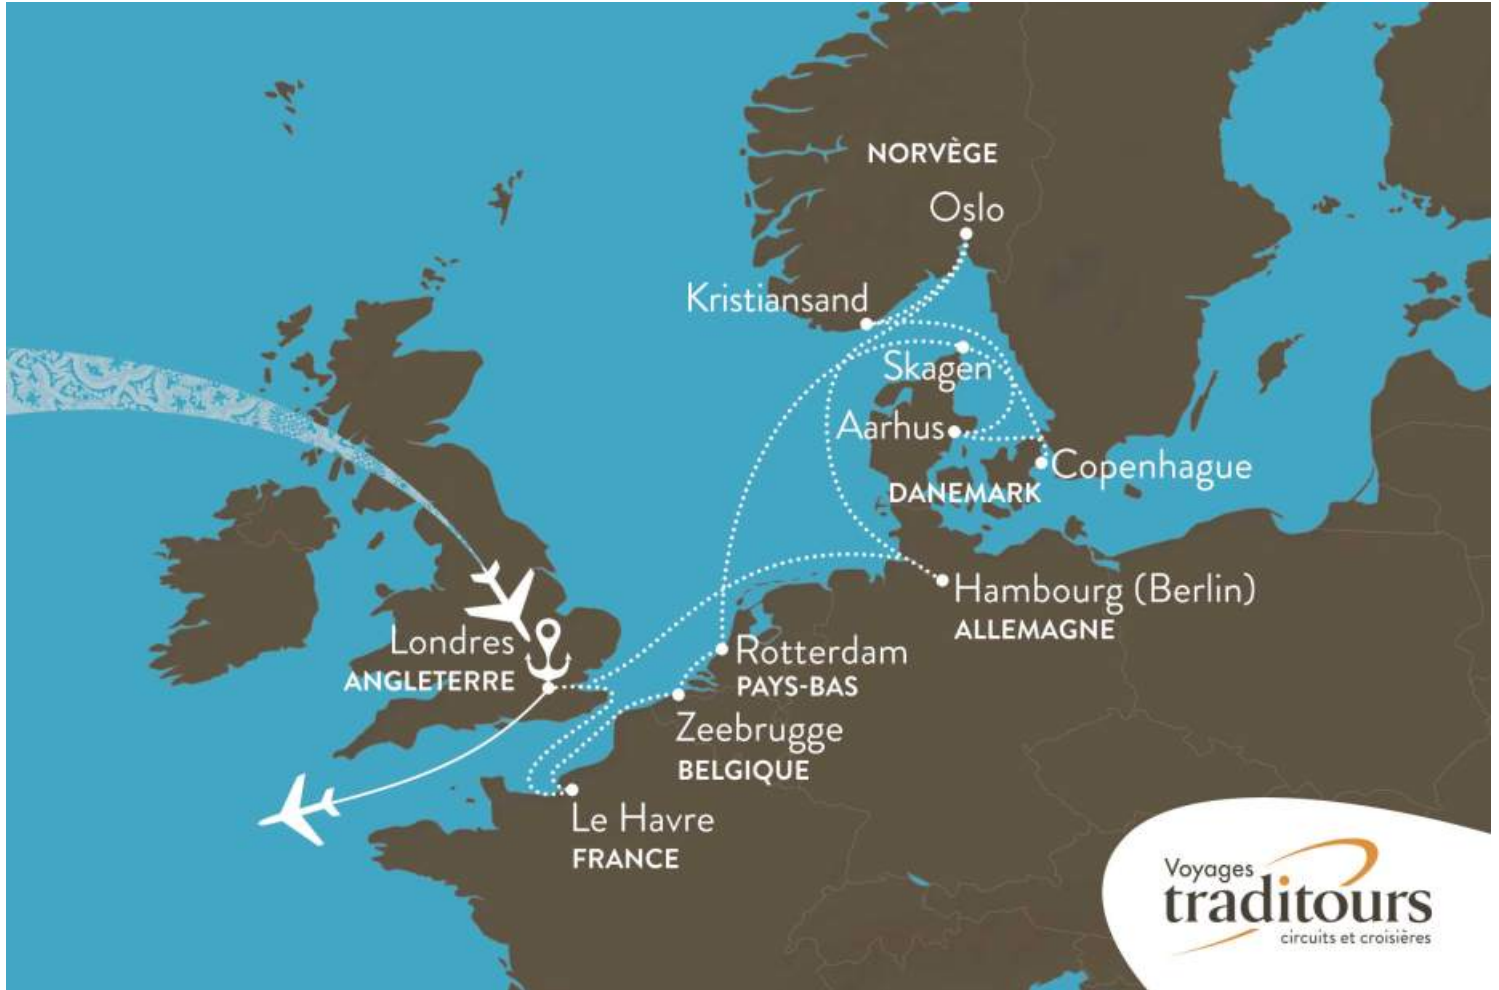 NORVÈGE
Oslo
Kristiansand
Skagen
Aarhus
Copenhague
DANEMARK
Hambourg (Berlin)
ALLEMAGNE
Londres
ANGLETERRE
Rotterdam
PAYS-BAS
Zeebrugge
BELGIQUE
Le Havre
FRANCE
Voyages
traditours
circuits et croisières